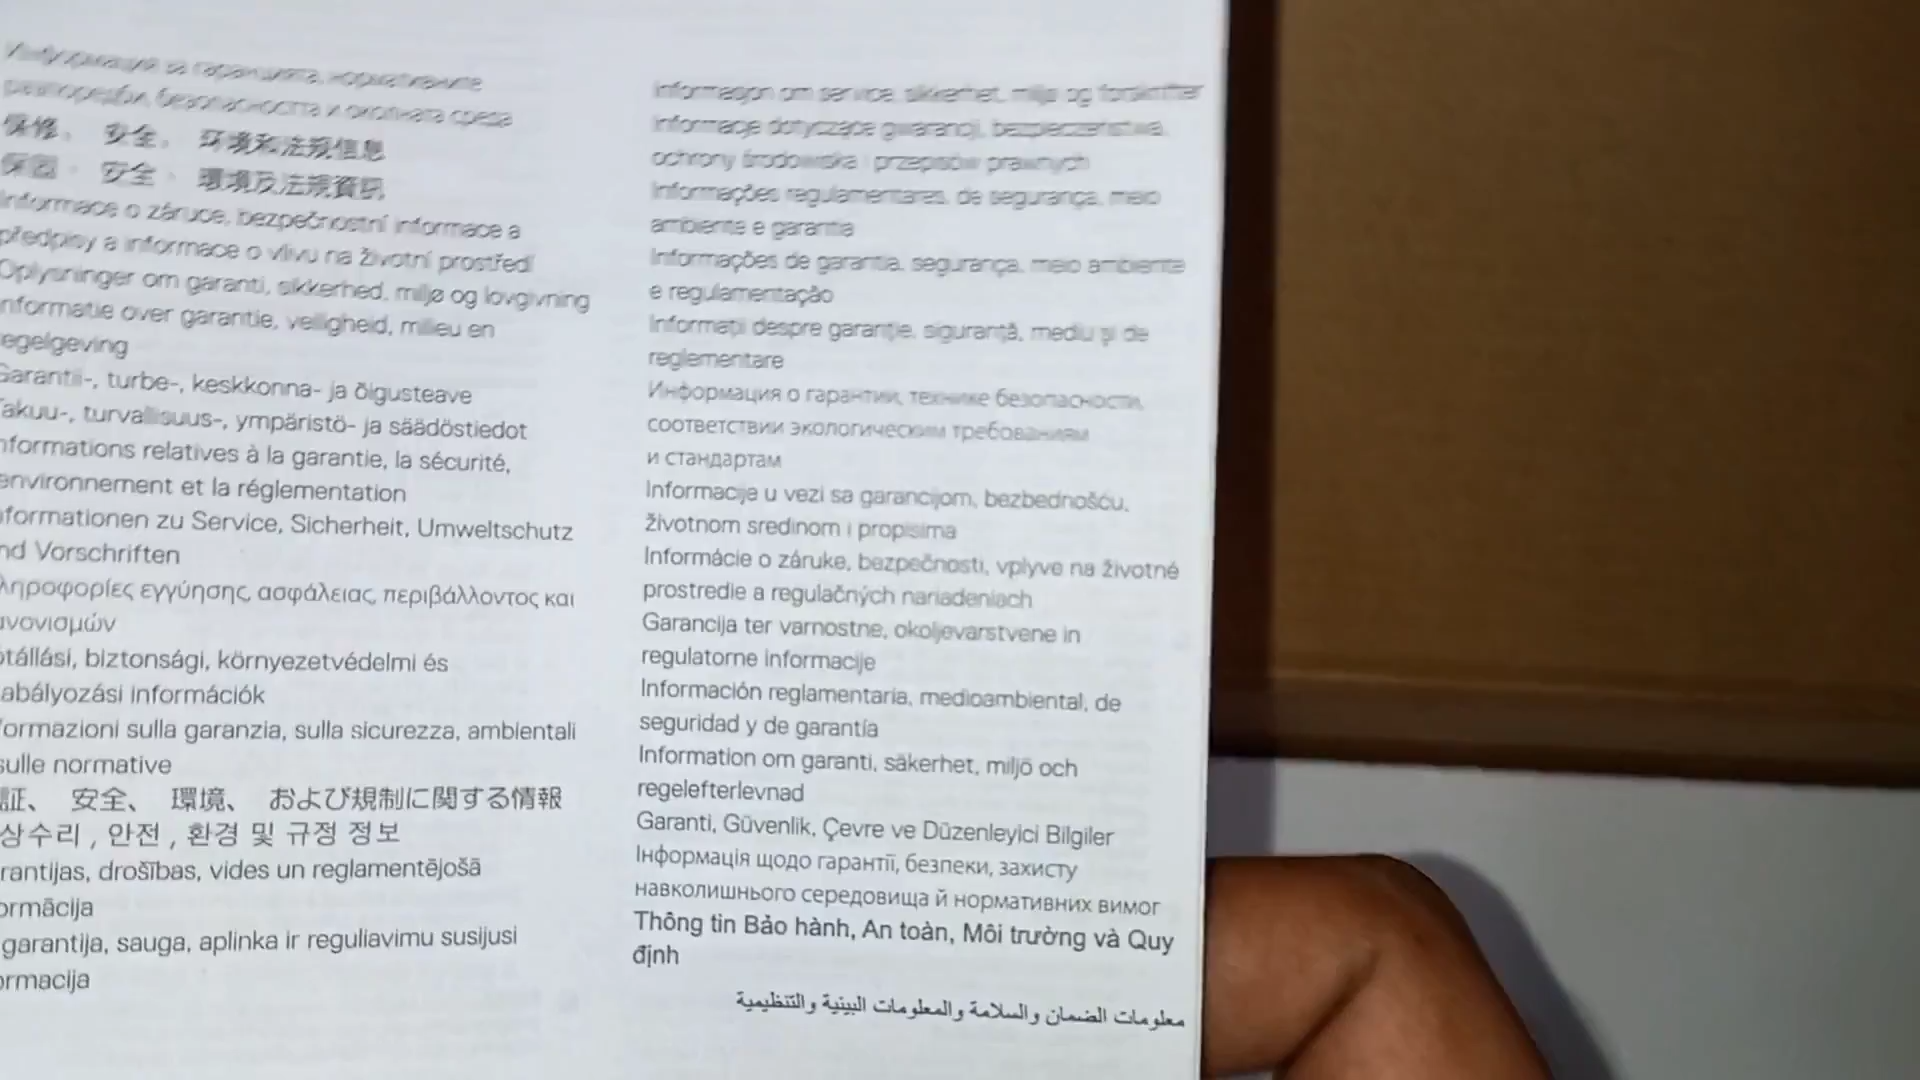 Информация за гаранцията, нормативните
разпоредби, безопасността и околната среда
保修、 安全、 环境和法规信息
保固、 安全、 環境及法規資訊
Informace o záruce, bezpečnostní informace a
předpisy a informace o vlivu na životní prostředí
Oplysninger om garanti, sikkerhed, miljø og lovgivning
nformatie over garantie, veiligheid, milieu en
egelgeving
Garantii-, turbe-, keskkonna- ja õigusteave
akuu-, turvallisuus-, ympäristö- ja säädöstiedot
nformations relatives à la garantie, la sécurité,
environnement et la réglementation
formationen zu Service, Sicherheit, Umweltschutz
nd Vorschriften
ληροφορίες εγγύησης, ασφάλειας, περιβάλλοντος και
ανονισμών
tállási, biztonsági, környezetvédelmi és
abályozási információk
formazioni sulla garanzia, sulla sicurezza, ambientali
sulle normative
証、 安全、 環境、 および規制に関する情報
상수리 , 안전 , 환경 및 규정 정보
rantijas, drošības, vides un reglamentējošā
ormācija
garantija, sauga, aplinka ir reguliavimu susijusi
ormacija
Informasjon om service, sikkerhet, miljø og forskrifter
Informacje dotyczące gwarancji, bezpieczeństwa,
ochrony środowiska i przepisów prawnych
Informações regulamentares, de segurança, meio
ambiente e garantia
Informações de garantia, segurança, meio ambiente
e regulamentação
Informații despre garanție, siguranță, mediu și de
reglementare
Информация о гарантии, технике безопасности,
соответствии экологическим требованиям
и стандартам
Informacije u vezi sa garancijom, bezbednošću,
životnom sredinom i propisima
Informácie o záruke, bezpečnosti, vplyve na životné
prostredie a regulačných nariadeniach
Garancija ter varnostne, okoljevarstvene in
regulatorne informacije
Información reglamentaria, medioambiental, de
seguridad y de garantía
Information om garanti, säkerhet, miljö och
regelefterlevnad
Garanti, Güvenlik, Çevre ve Düzenleyici Bilgiler
Інформація щодо гарантії, безпеки, захисту
навколишнього середовища й нормативних вимог
Thông tin Bảo hành, An toàn, Môi trường và Quy
định
معلومات الضمان والسلامة والمعلومات البيئية والتنظيمية